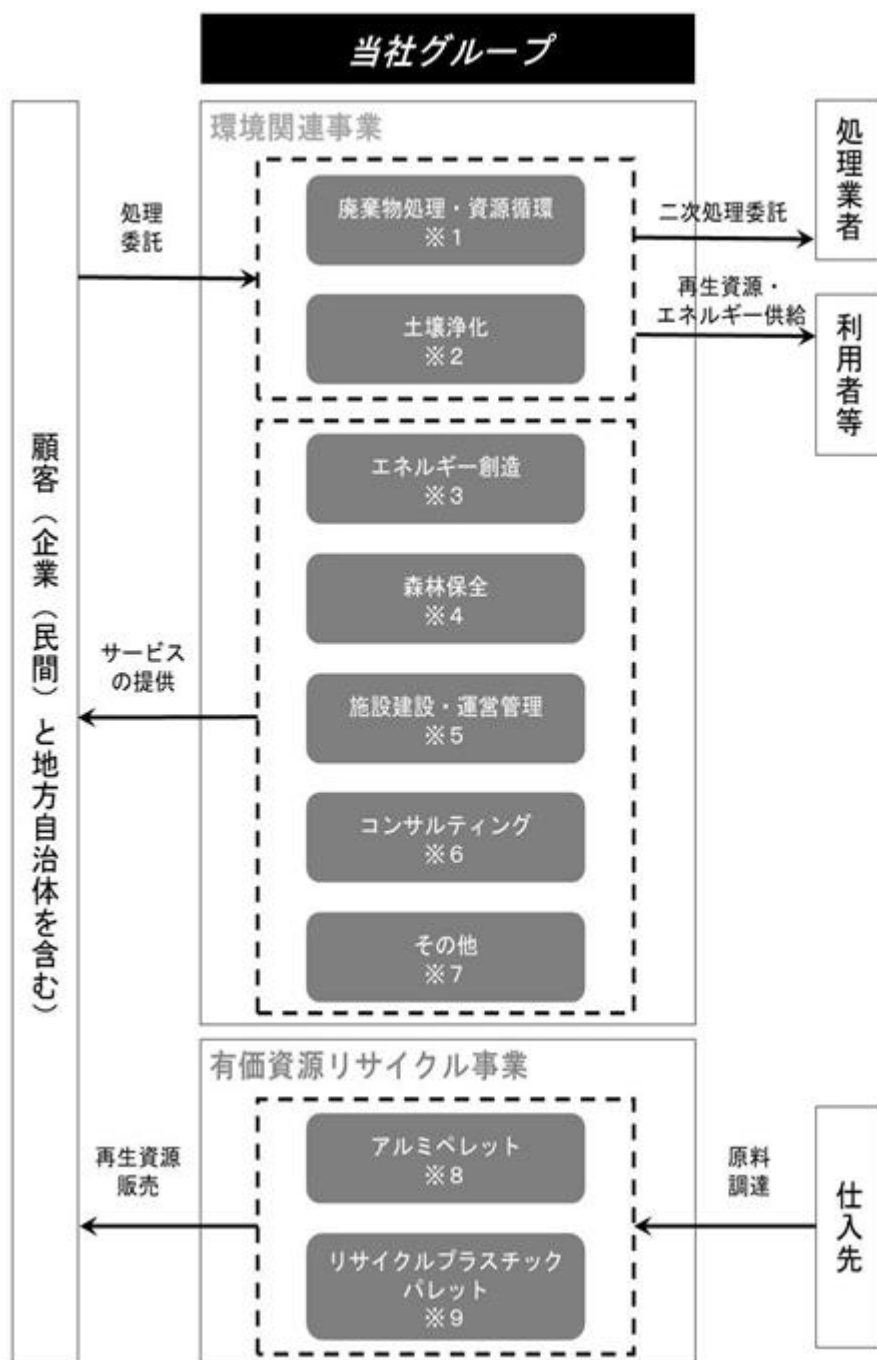 当社グループ
環境関連事業
処理
委託
廃棄物処理・資源循環
※1
土壌浄化
※2
二次処理委託
処理業者
再生資源・
エネルギー供給
利用者等
顧客（企業（民間）と地方自治体を含む）
エネルギー創造
※3
森林保全
※4
サービス
の提供
施設建設・運営管理
※5
コンサルティング
※6
その他
※7
有価資源リサイクル事業
再生資源
販売
アルミペレット
※8
リサイクルプラスチック
パレット
※9
原料
調達
仕入先